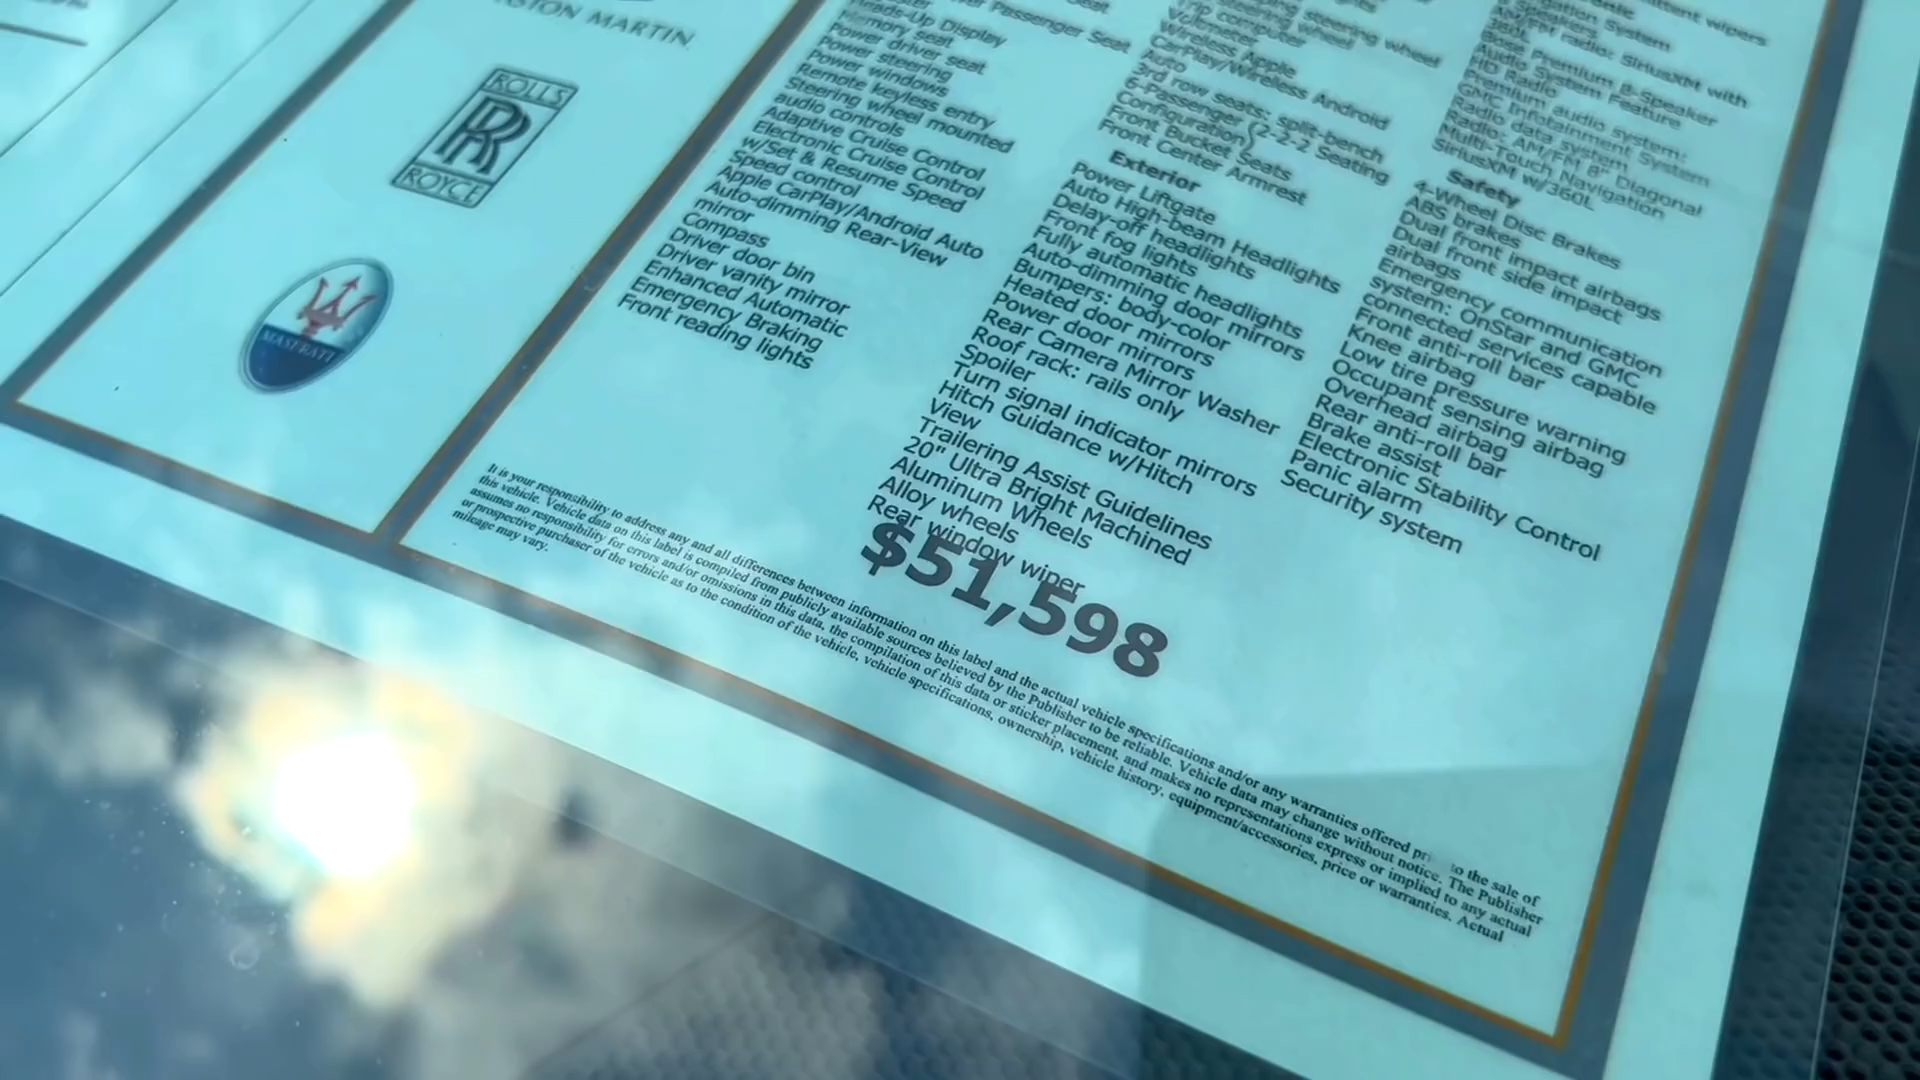 STON MARTIN
ROLLS
RR
ROYCE
MASERATI
Heads-Up Display
Memory seat
Power driver seat
Power steering
Power windows
Remote keyless entry
Steering wheel mounted
audio controls
Adaptive Cruise Control
Electronic Cruise Control
w/Set & Resume Speed
Speed control
Apple CarPlay/Android Auto
Auto-dimming Rear-View
mirror
Compass
Driver door bin
Driver vanity mirror
Enhanced Automatic
Emergency Braking
Front reading lights
steering wheel
Trip computer
Voltmeter
Wireless Apple
CarPlay/Wireless Android
Auto
3rd row seats: split-bench
6-Passenger (2-2-2 Seating
Configuration)
Front Bucket Seats
Front Center Armrest
Exterior
Power Liftgate
Auto High-beam Headlights
Delay-off headlights
Front fog lights
Fully automatic headlights
Auto-dimming door mirrors
Bumpers: body-color
Heated door mirrors
Power door mirrors
Rear Camera Mirror Washer
Roof rack: rails only
Spoiler
Turn signal indicator mirrors
Hitch Guidance w/Hitch
View
Trailering Assist Guidelines
20" Ultra Bright Machined
Aluminum Wheels
Alloy wheels
Rear window wiper
wipers
System
radio: SiriusXM with
Bose Premium 8-Speaker
Audio System Feature
HD Radio
Premium audio system:
GMC Infotainment System
Radio data system
Radio: AM/FM 8" Diagonal
Multi-Touch Navigation
SiriusXM w/360L
Safety
4-Wheel Disc Brakes
ABS brakes
Dual front impact airbags
Dual front side impact
airbags
Emergency communication
system: OnStar and GMC
connected services capable
Front anti-roll bar
Knee airbag
Low tire pressure warning
Occupant sensing airbag
Overhead airbag
Rear anti-roll bar
Brake assist
Electronic Stability Control
Panic alarm
Security system
$51,598
It is your responsibility to address any and all differences between information on this label and the actual vehicle specifications and/or any warranties offered pr to the sale of
this vehicle. Vehicle data on this label is compiled from publicly available sources believed by the Publisher to be reliable. Vehicle data may change without notice. The Publisher
assumes no responsibility for errors and/or omissions in this data, the compilation of this data or sticker placement, and makes no representations express or implied to any actual
or prospective purchaser of the vehicle as to the condition of the vehicle, vehicle specifications, ownership, vehicle history, equipment/accessories, price or warranties. Actual
mileage may vary.